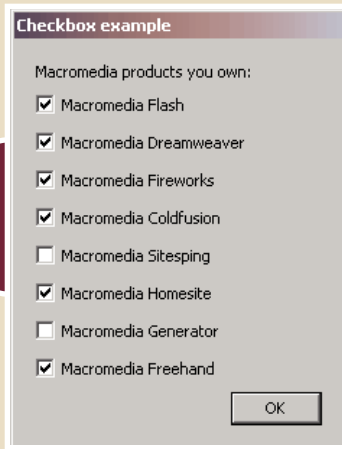 Checkbox example
Macromedia products you own:
Macromedia Flash
Macromedia Dreamweaver
Macromedia Fireworks
Macromedia Coldfusion
Macromedia Sitesping
Macromedia Homesite
Macromedia Generator
Macromedia Freehand
OK